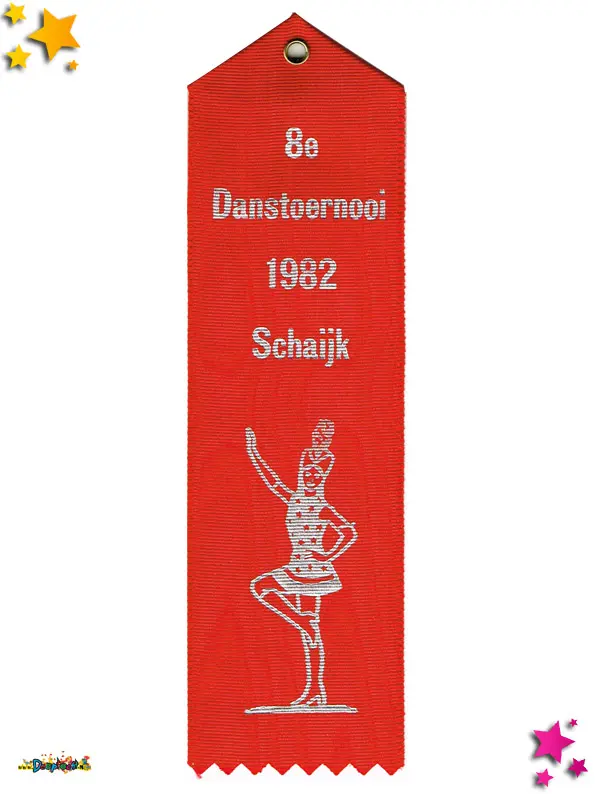 8e
Danstoernooi
1982
Schaijk